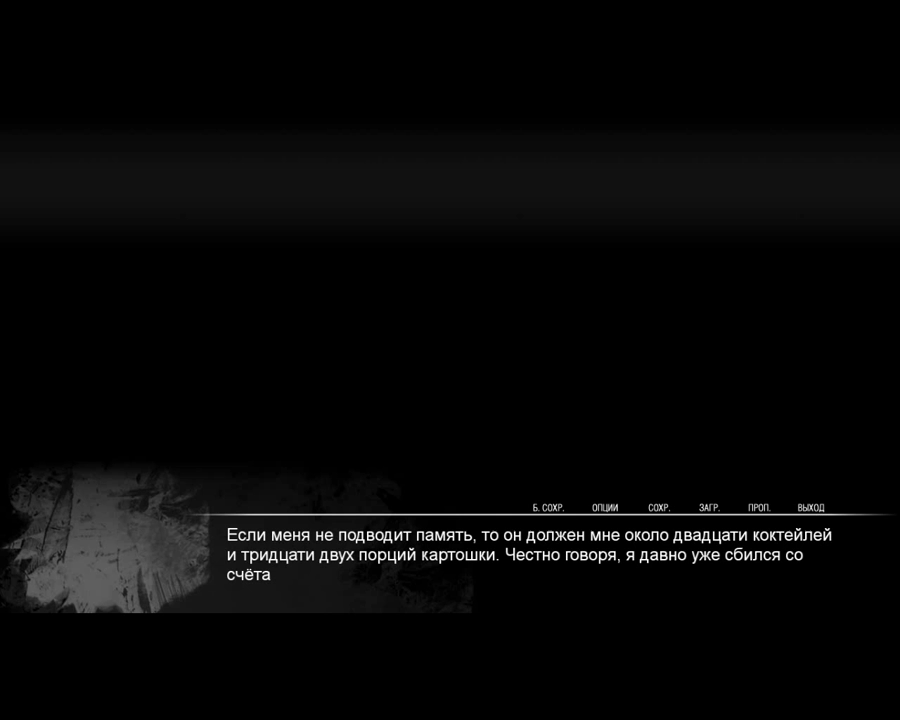 Б. СОХР. ОПЦИИ СОХР. ЗАГР. ПРОП. ВЫХОД
Если меня не подводит память, то он должен мне около двадцати коктейлей
и тридцати двух порций картошки. Честно говоря, я давно уже сбился со
счёта